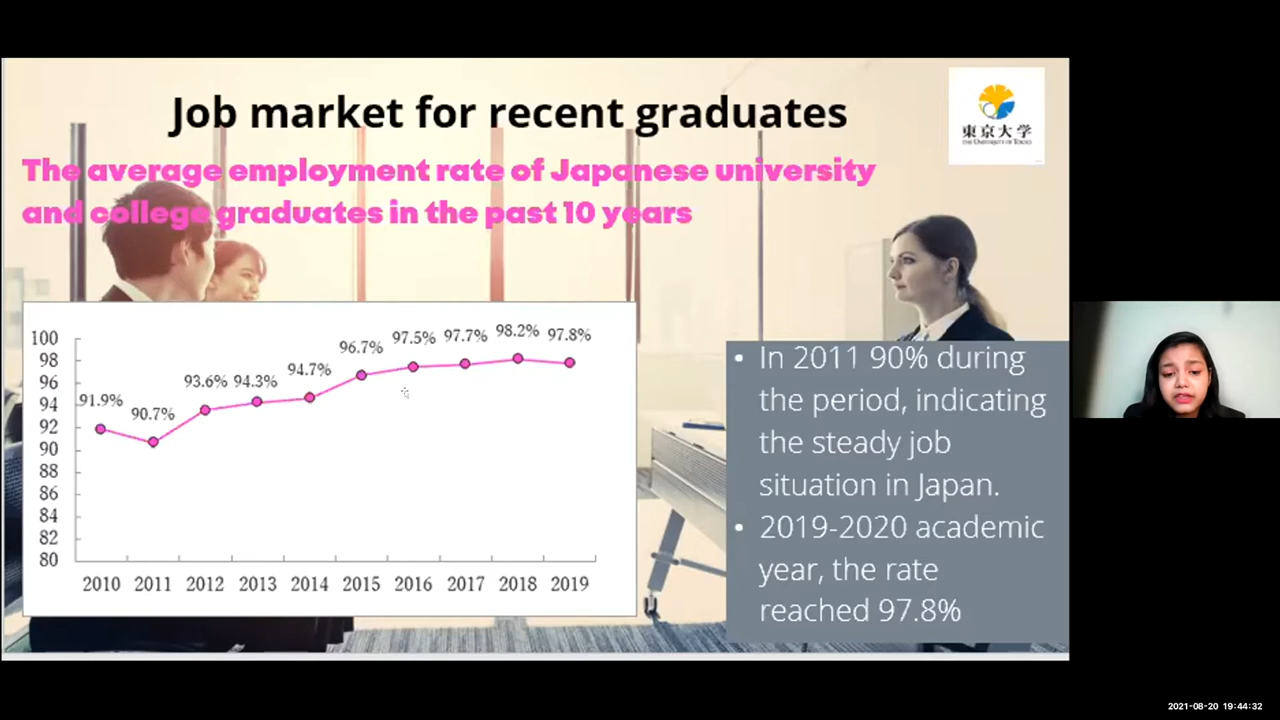 Job market for recent graduates
東京大学
THE UNIVERSITY OF TOKYO
The average employment rate of Japanese university
and college graduates in the past 10 years
100
98
96
94
92
90
88
86
84
82
80
91.9%
90.7%
93.6%
94.3%
94.7%
96.7%
97.5%
97.7%
98.2%
97.8%
2010 2011 2012 2013 2014 2015 2016 2017 2018 2019
• In 2011 90% during
the period, indicating
the steady job
situation in Japan.
• 2019-2020 academic
year, the rate
reached 97.8%
2021-08-20 19:44:32